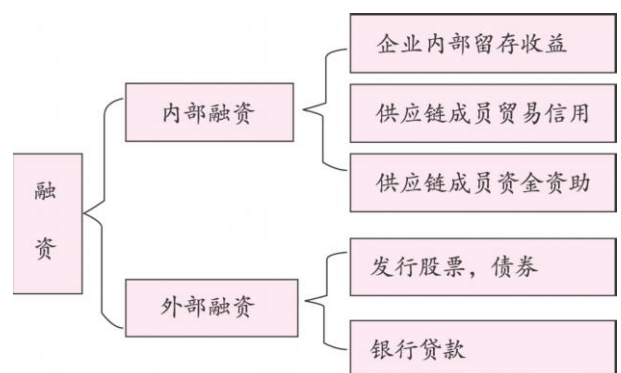 融资
内部融资
企业内部留存收益
供应链成员贸易信用
供应链成员资金资助
外部融资
发行股票，债券
银行贷款